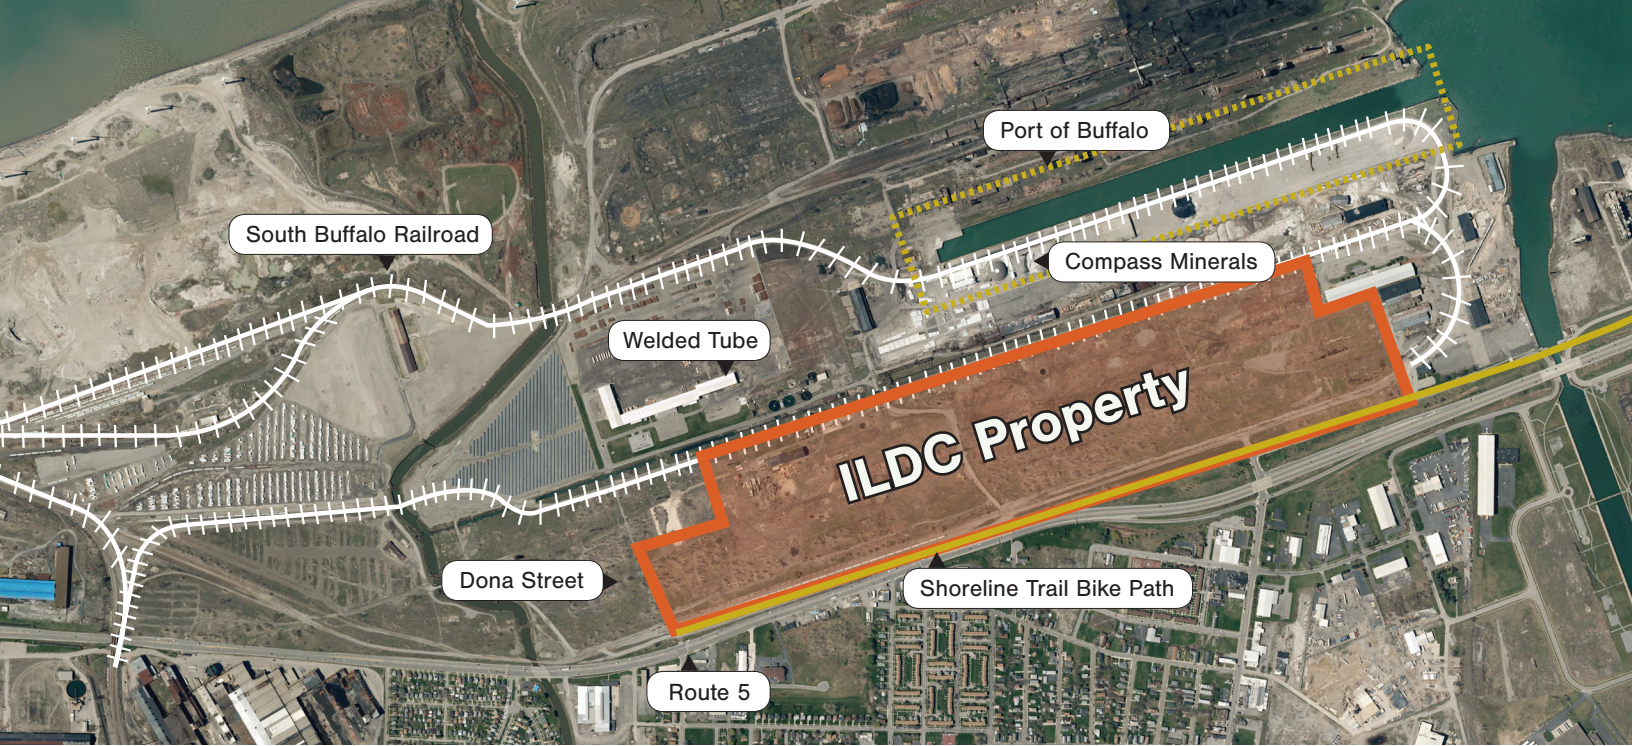 Port of Buffalo
South Buffalo Railroad
Compass Minerals
Welded Tube
ILDC Property
Dona Street
Shoreline Trail Bike Path
Route 5